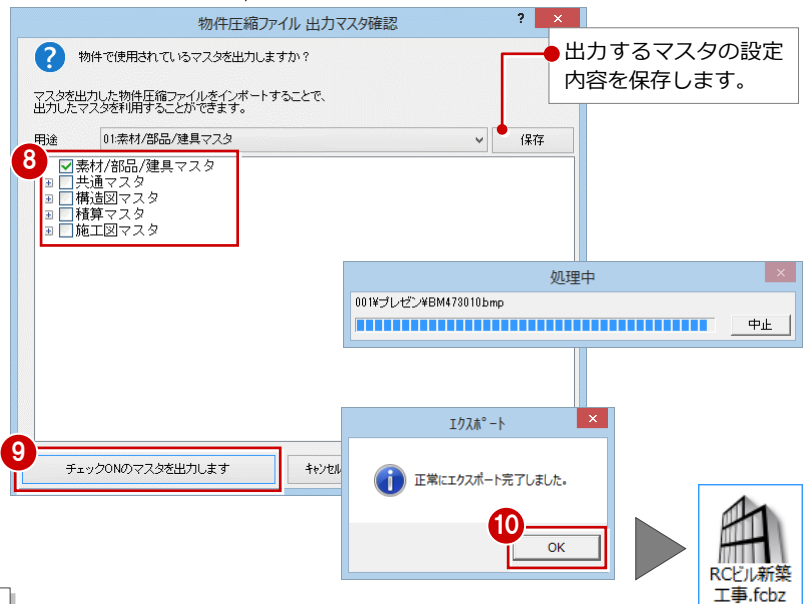 物件圧縮ファイル 出力マスタ確認
?
×
物件で使用されているマスタを出力しますか？
出力するマスタの設定
内容を保存します。
マスタを出力した物件圧縮ファイルをインポートすることで、
出力したマスタを利用することができます。
用途
01:素材/部品/建具マスタ
保存
8
素材/部品/建具マスタ
共通マスタ
構造図マスタ
積算マスタ
施工図マスタ
処理中
×
001¥プレゼン¥BM473010.bmp
中止
エクスポート
×
正常にエクスポート完了しました。
9
チェックONのマスタを出力します
キャンセル
10
OK
RCビル新築
工事.fcbz